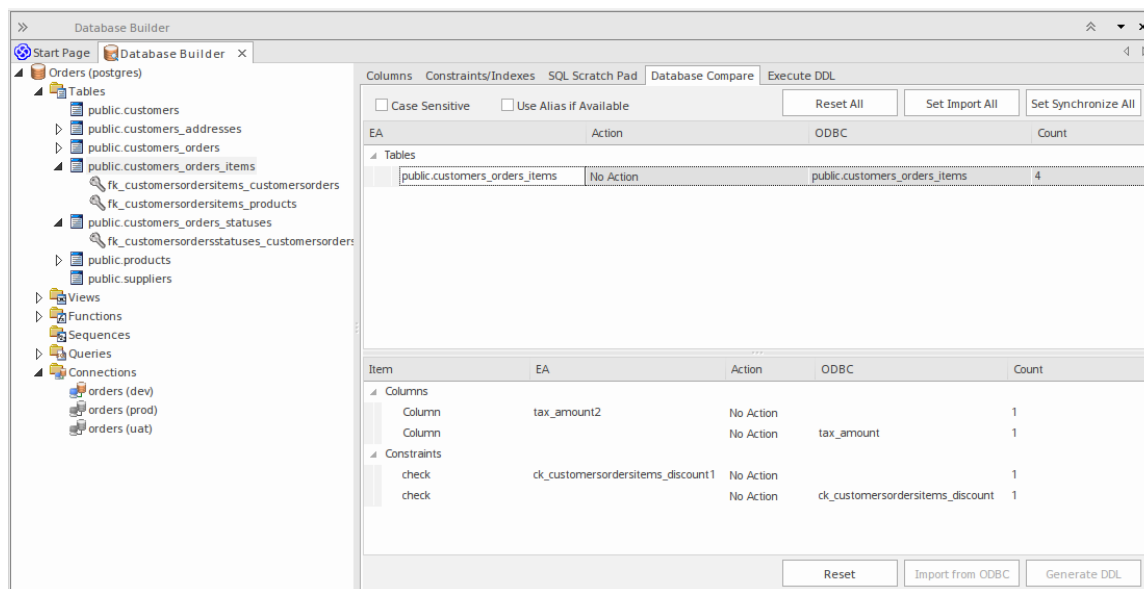 Database Builder
Start Page Database Builder
Orders (postgres)
Tables
public.customers
public.customers_addresses
public.customers_orders
public.customers_orders_items
fk_customersordersitems_customersorders
fk_customersordersitems_products
public.customers_orders_statuses
fk_customersordersstatuses_customersorders
public.products
public.suppliers
Views
Functions
Sequences
Queries
Connections
orders (dev)
orders (prod)
orders (uat)
Columns Constraints/Indexes SQL Scratch Pad Database Compare Execute DDL
Case Sensitive Use Alias if Available Reset All Set Import All Set Synchronize All
EA Action ODBC Count
Tables
public.customers_orders_items No Action public.customers_orders_items 4
Item EA Action ODBC Count
Columns
Column tax_amount2 No Action 1
Column No Action tax_amount 1
Constraints
check ck_customersordersitems_discount1 No Action 1
check No Action ck_customersordersitems_discount 1
Reset Import from ODBC Generate DDL